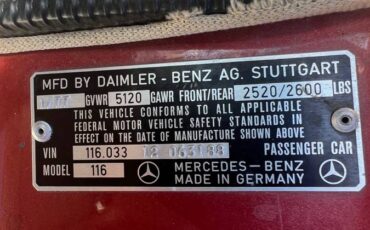 MFD BY DAIMLER - BENZ AG. STUTTGART
GVWR 5120 GAWR FRONT/REAR 2520/2600 LBS
THIS VEHICLE CONFORMS TO ALL APPLICABLE
FEDERAL MOTOR VEHICLE SAFETY STANDARDS IN
EFFECT ON THE DATE OF MANUFACTURE SHOWN ABOVE
VIN 116.033 12 063188 PASSENGER CAR
MODEL 116 MERCEDES-BENZ
MADE IN GERMANY